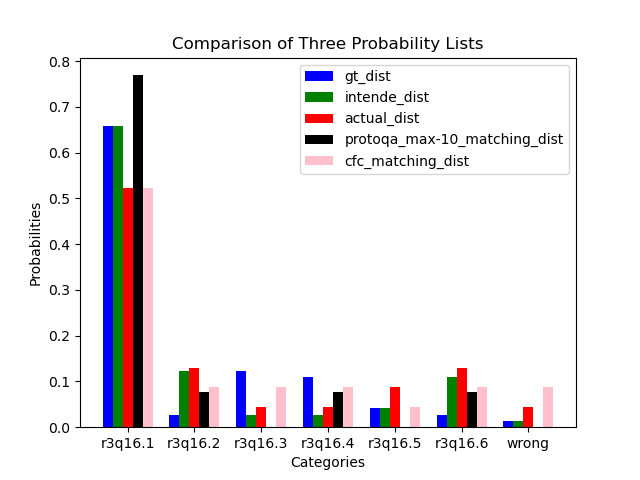 Comparison of Three Probability Lists
gt_dist
intende_dist
actual_dist
protoqa_max-10_matching_dist
cfc_matching_dist
Probabilities
0.8
0.7
0.6
0.5
0.4
0.3
0.2
0.1
0.0
r3q16.1 r3q16.2 r3q16.3 r3q16.4 r3q16.5 r3q16.6 wrong
Categories